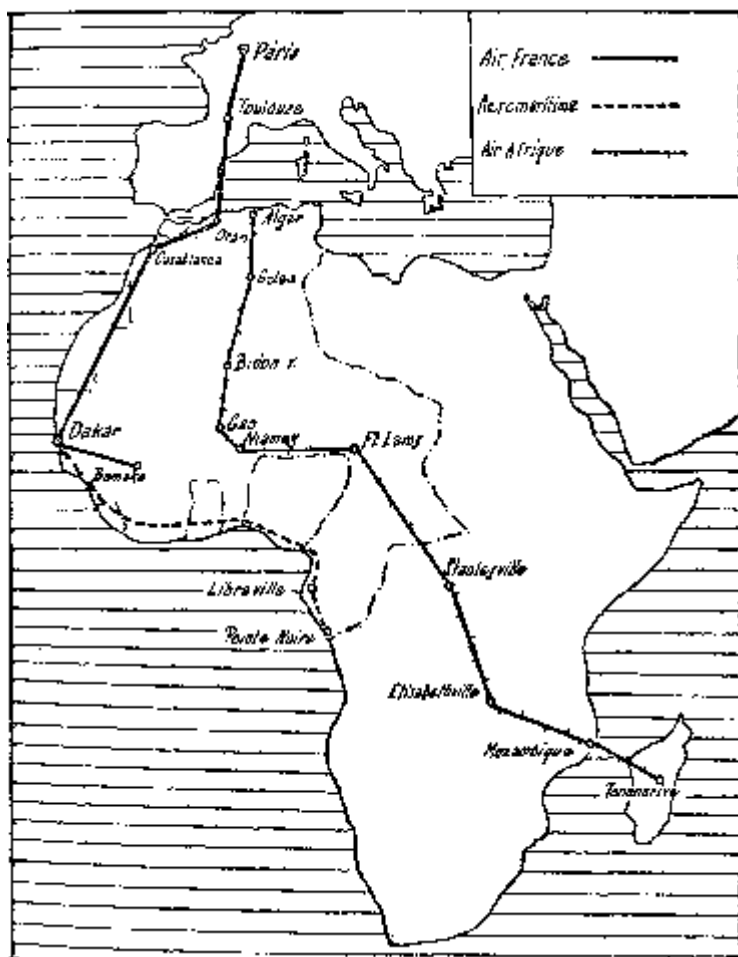 Paris
Air France
Aeromaritime
Toulouse
Air Afrique
Alger
Oran
Casablanca
Golea
Bidon V.
Gao
Niamey
Ft Lamy
Dakar
Bamako
Stanleyville
Libreville
Pointe Noire
Elisabethville
Mozambique
Tananarive